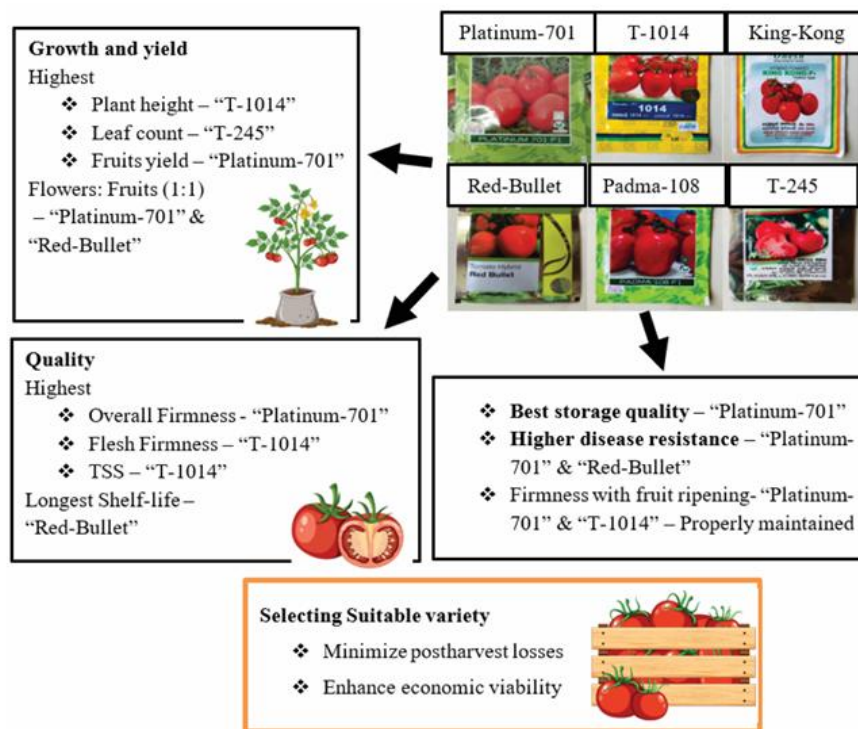 Growth and yield
Highest
❖ Plant height – “T-1014”
❖ Leaf count – “T-245”
❖ Fruits yield – “Platinum-701”
Flowers: Fruits (1:1)
– “Platinum-701” &
“Red-Bullet”
Platinum-701
T-1014
King-Kong
PLATINUM 701 F1
1014
KING KONG-F1
Red-Bullet
Padma-108
T-245
Tomato Hybrid
Red Bullet
PADMA 108 F1
Quality
Highest
❖ Overall Firmness - “Platinum-701”
❖ Flesh Firmness – “T-1014”
❖ TSS – “T-1014”
Longest Shelf-life –
“Red-Bullet”
❖ Best storage quality – “Platinum-701”
❖ Higher disease resistance – “Platinum-
701” & “Red-Bullet”
❖ Firmness with fruit ripening- “Platinum-
701” & “T-1014” – Properly maintained
Selecting Suitable variety
❖ Minimize postharvest losses
❖ Enhance economic viability